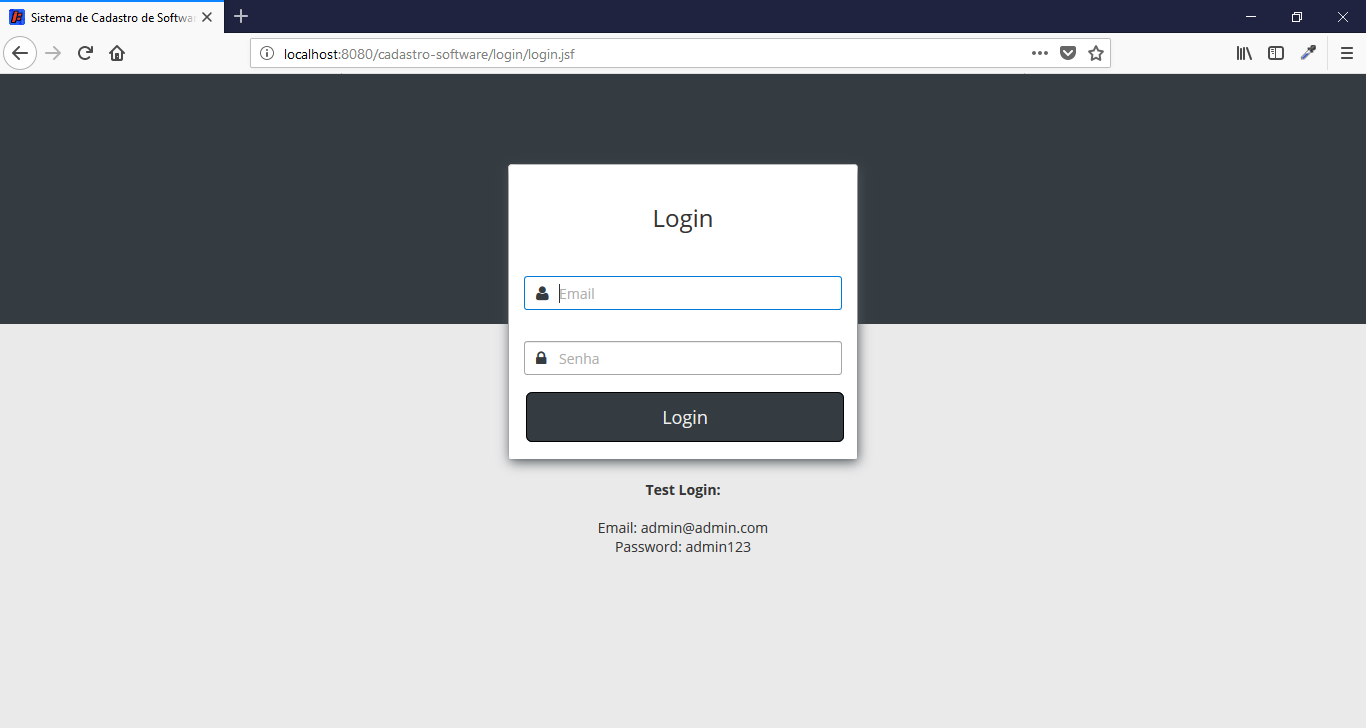 Sistema de Cadastro de Softwa
localhost:8080/cadastro-software/login/login.jsf
Login
Email
Senha
Login
Test Login:
Email: admin@admin.com
Password: admin123